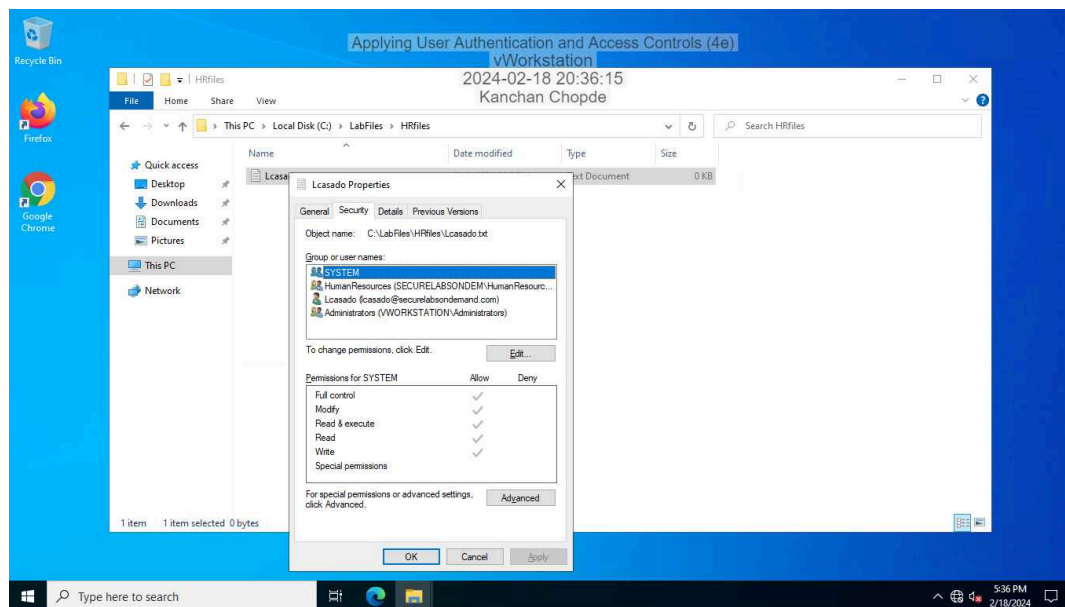 Recycle Bin
Firefox
Google
Chrome
Applying User Authentication and Access Controls (4e)
vWorkstation
2024-02-18 20:36:15
Kanchan Chopde
HRfiles
File Home Share View
This PC › Local Disk (C:) › LabFiles › HRfiles
Search HRfiles
Quick access
Desktop
Downloads
Documents
Pictures
This PC
Network
Name Date modified Type Size
0 KB
Lcasado Properties
General Security Details Previous Versions
Object name: C:\LabFiles\HRfiles\Lcasado.txt
Group or user names:
SYSTEM
HumanResources (SECURELABSONDEM\HumanResourc...
Lcasado (lcasado@securelabsondemand.com)
Administrators (VWORKSTATION\Administrators)
To change permissions, click Edit.
Edit...
Permissions for SYSTEM Allow Deny
Full control
Modify
Read & execute
Read
Write
Special permissions
For special permissions or advanced settings,
click Advanced.
Advanced
OK Cancel Apply
1 item 1 item selected 0 bytes
Type here to search
5:36 PM
2/18/2024